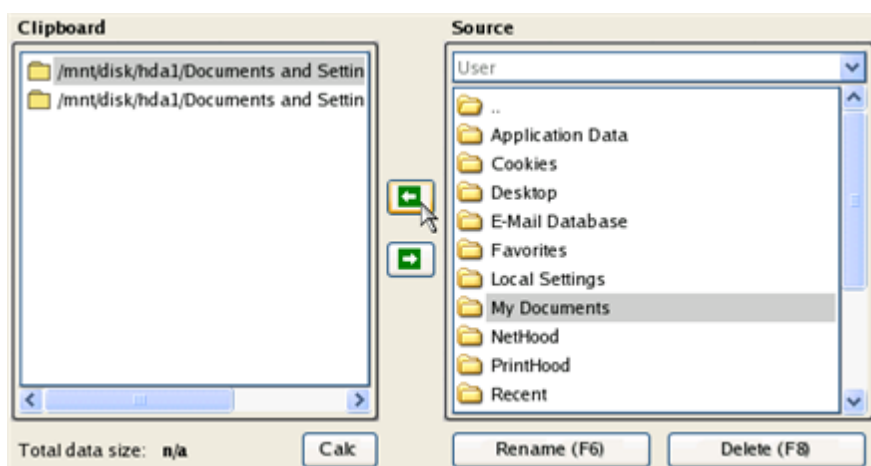 Clipboard
/mnt/disk/hda1/Documents and Settin
/mnt/disk/hda1/Documents and Settin
Total data size: n/a
Calc
Source
User
..
Application Data
Cookies
Desktop
E-Mail Database
Favorites
Local Settings
My Documents
NetHood
PrintHood
Recent
Rename (F6)
Delete (F8)